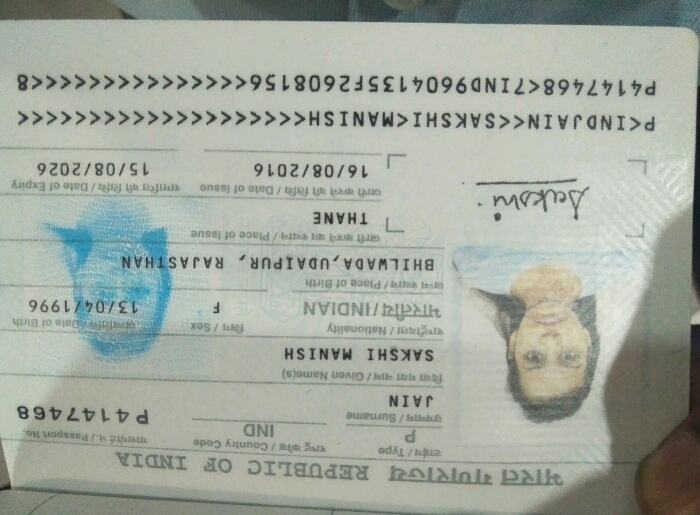 भारत गणराज्य REPUBLIC OF INDIA
टाईप / Type
P
राष्ट्र कोड / Country Code
IND
पासपोर्ट नं. / Passport No.
P4147468
उपनाम / Surname
JAIN
दिया गया नाम / Given Name(s)
SAKSHI MANISH
राष्ट्रीयता / Nationality
भारतीय/INDIAN
लिंग / Sex
F
जन्मतिथि / Date of Birth
13/04/1996
जन्म स्थान / Place of Birth
BHILWADA,UDAIPUR, RAJASTHAN
जारी करने का स्थान / Place of Issue
THANE
जारी करने की तिथि / Date of Issue
16/08/2016
समाप्ति की तिथि / Date of Expiry
15/08/2026
Sakshi.
P<INDJAIN<<SAKSHI<MANISH<<<<<<<<<<<<<<<<<<<<
P4147468<7IND9604135F2608156<<<<<<<<<<<<<<<8